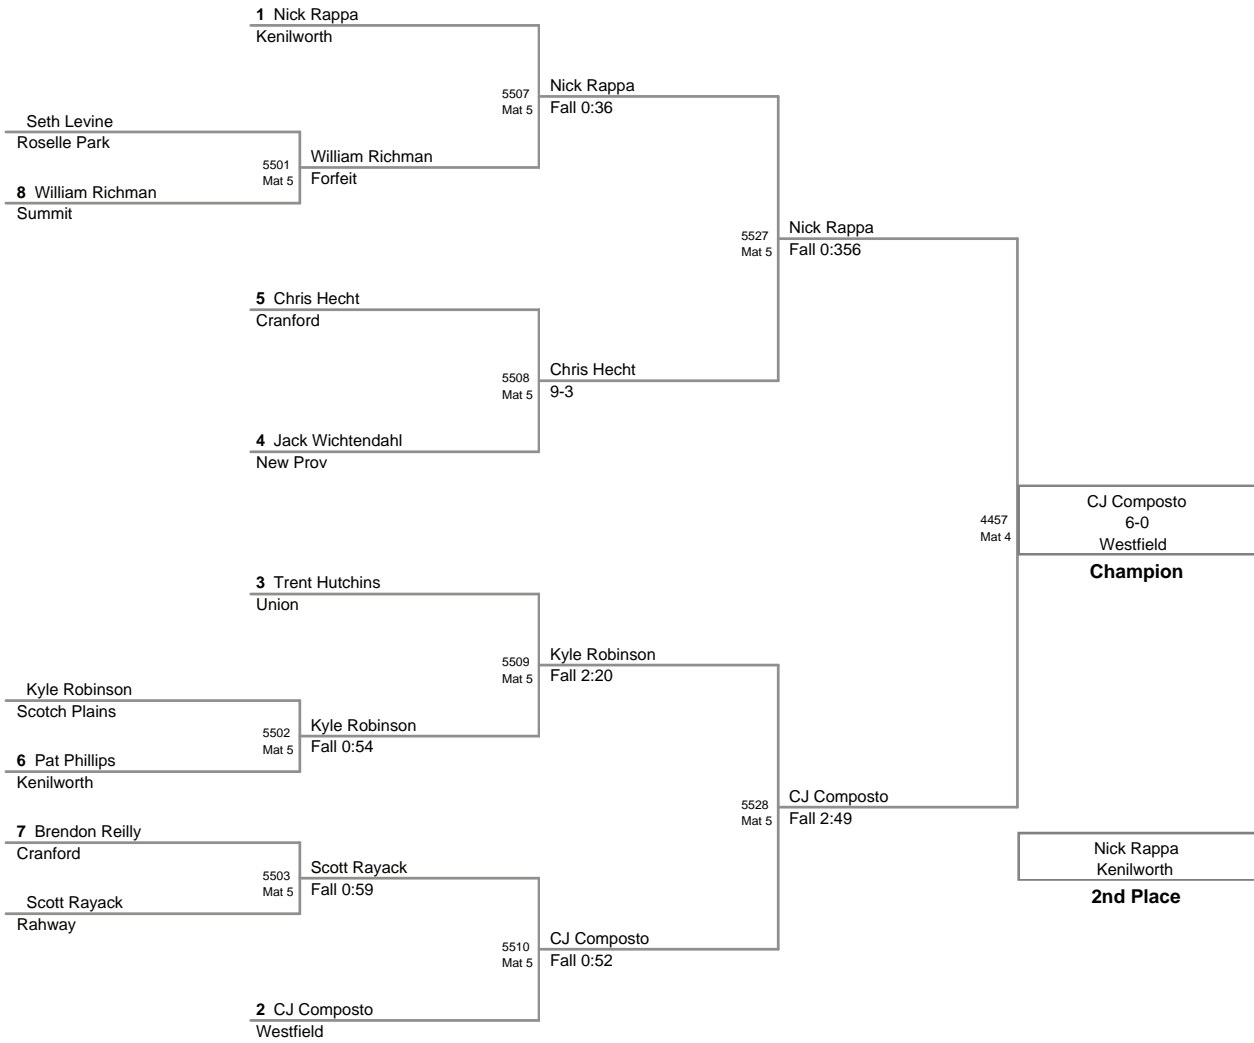 1 Nick Rappa
Kenilworth
5507
Mat 5
Nick Rappa
Fall 0:36
Seth Levine
Roselle Park
5501
Mat 5
William Richman
Forfeit
8 William Richman
Summit
5527
Mat 5
Nick Rappa
Fall 0:356
5 Chris Hecht
Cranford
5508
Mat 5
Chris Hecht
9-3
4 Jack Wichtendahl
New Prov
4457
Mat 4
CJ Composto
6-0
Westfield
Champion
3 Trent Hutchins
Union
5509
Mat 5
Kyle Robinson
Fall 2:20
Kyle Robinson
Scotch Plains
5502
Mat 5
Kyle Robinson
Fall 0:54
6 Pat Phillips
Kenilworth
5528
Mat 5
CJ Composto
Fall 2:49
7 Brendon Reilly
Cranford
5503
Mat 5
Scott Rayack
Fall 0:59
Scott Rayack
Rahway
Nick Rappa
Kenilworth
2nd Place
5510
Mat 5
CJ Composto
Fall 0:52
2 CJ Composto
Westfield